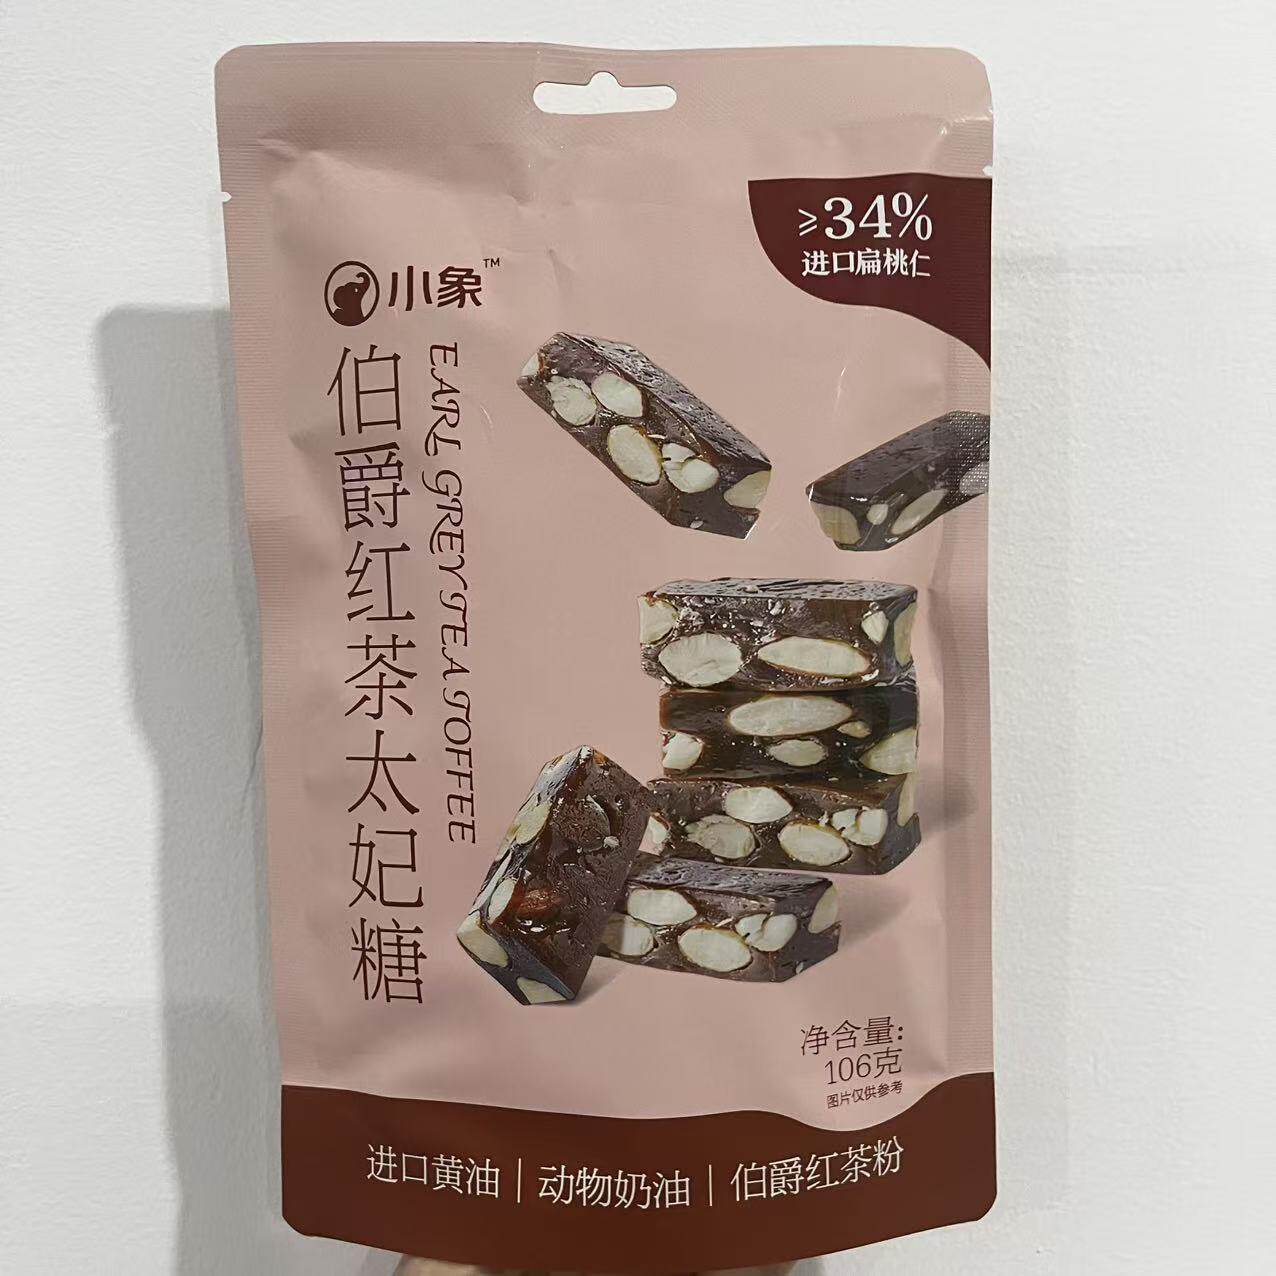 ≥34%
进口扁桃仁
小象™
伯爵红茶太妃糖
EARL GREY TEA TOFFEE
净含量:
106克
图片仅供参考
进口黄油|动物奶油|伯爵红茶粉